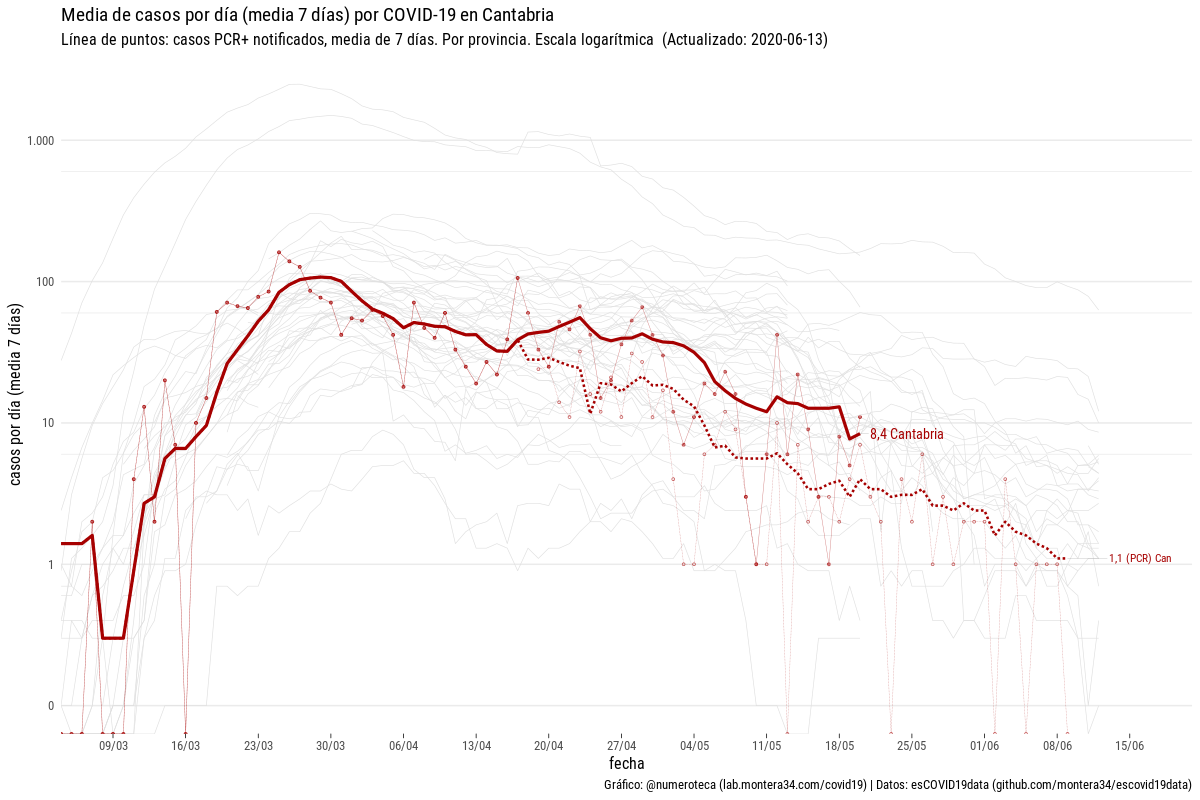 Media de casos por día (media 7 días) por COVID-19 en Cantabria
Línea de puntos: casos PCR+ notificados, media de 7 días. Por provincia. Escala logarítmica  (Actualizado: 2020-06-13)
casos por día (media 7 días)
1.000
100
10
1
0
8,4 Cantabria
1,1 (PCR) Can
09/03 16/03 23/03 30/03 06/04 13/04 20/04 27/04 04/05 11/05 18/05 25/05 01/06 08/06 15/06
fecha
Gráfico: @numeroteca (lab.montera34.com/covid19) | Datos: esCOVID19data (github.com/montera34/escovid19data)